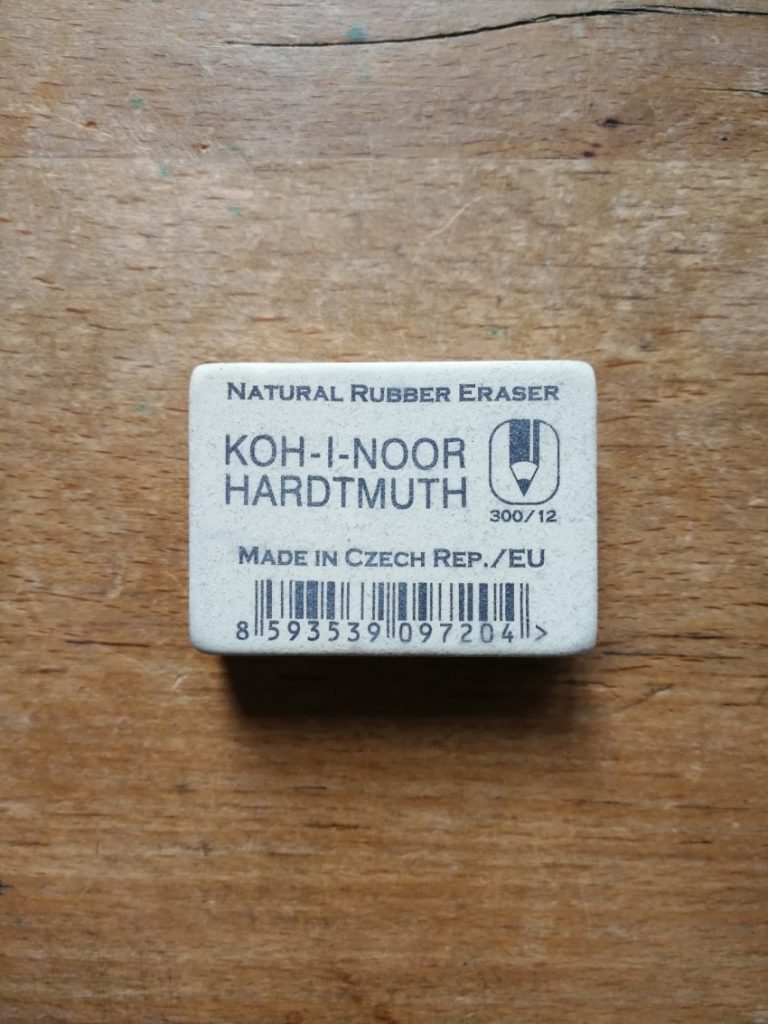 NATURAL RUBBER ERASER
KOH-I-NOOR
HARDTMUTH
300/12
MADE IN CZECH REP./EU
8 593539 097204 >